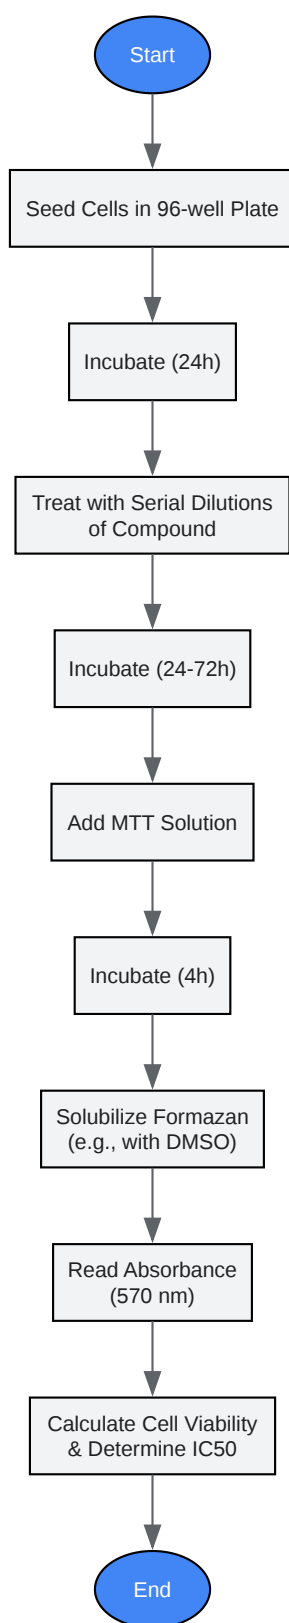 Start
Seed Cells in 96-well Plate
Incubate (24h)
Treat with Serial Dilutions
of Compound
Incubate (24-72h)
Add MTT Solution
Incubate (4h)
Solubilize Formazan
(e.g., with DMSO)
Read Absorbance
(570 nm)
Calculate Cell Viability
& Determine IC50
End